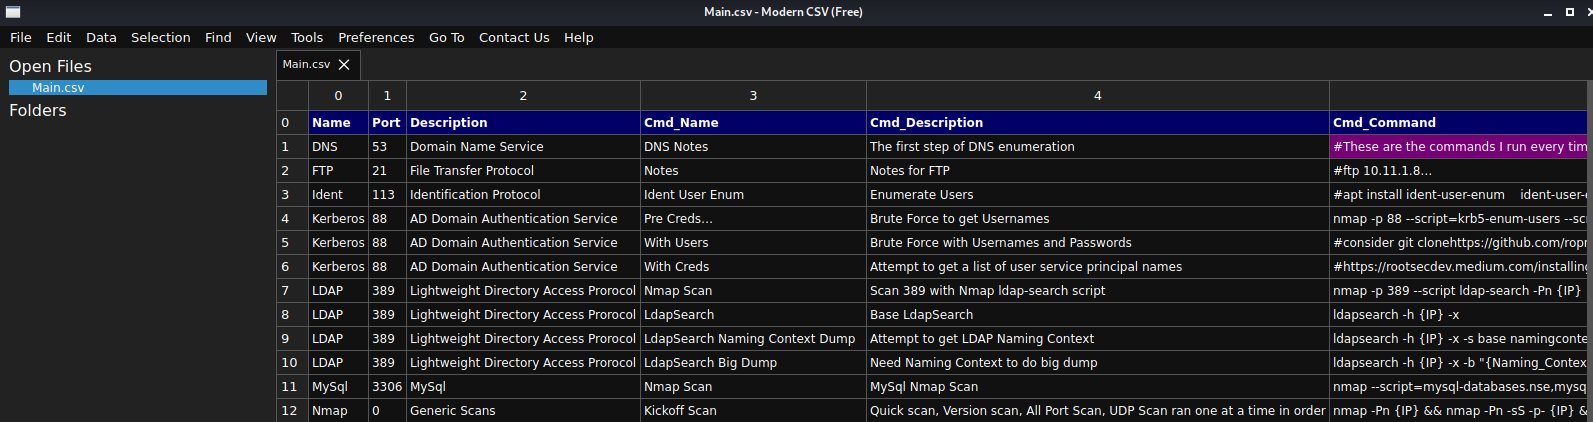 Main.csv - Modern CSV (Free)
File Edit Data Selection Find View Tools Preferences Go To Contact Us Help
Open Files
Main.csv
Folders
Main.csv
0 1 2 3 4
0 Name Port Description Cmd_Name Cmd_Description Cmd_Command
1 DNS 53 Domain Name Service DNS Notes The first step of DNS enumeration #These are the commands I run every tim
2 FTP 21 File Transfer Protocol Notes Notes for FTP #ftp 10.11.1.8...
3 Ident 113 Identification Protocol Ident User Enum Enumerate Users #apt install ident-user-enum ident-user-
4 Kerberos 88 AD Domain Authentication Service Pre Creds... Brute Force to get Usernames nmap -p 88 --script=krb5-enum-users --scr
5 Kerberos 88 AD Domain Authentication Service With Users Brute Force with Usernames and Passwords #consider git clonehttps://github.com/ropn
6 Kerberos 88 AD Domain Authentication Service With Creds Attempt to get a list of user service principal names #https://rootsecdev.medium.com/installing
7 LDAP 389 Lightweight Directory Access Prorocol Nmap Scan Scan 389 with Nmap ldap-search script nmap -p 389 --script ldap-search -Pn {IP}
8 LDAP 389 Lightweight Directory Access Prorocol LdapSearch Base LdapSearch ldapsearch -h {IP} -x
9 LDAP 389 Lightweight Directory Access Prorocol LdapSearch Naming Context Dump Attempt to get LDAP Naming Context ldapsearch -h {IP} -x -s base namingconte
10 LDAP 389 Lightweight Directory Access Prorocol LdapSearch Big Dump Need Naming Context to do big dump ldapsearch -h {IP} -x -b "{Naming_Contex
11 MySql 3306 MySql Nmap Scan MySql Nmap Scan nmap --script=mysql-databases.nse,mysq
12 Nmap 0 Generic Scans Kickoff Scan Quick scan, Version scan, All Port Scan, UDP Scan ran one at a time in order nmap -Pn {IP} && nmap -Pn -sS -p- {IP} &